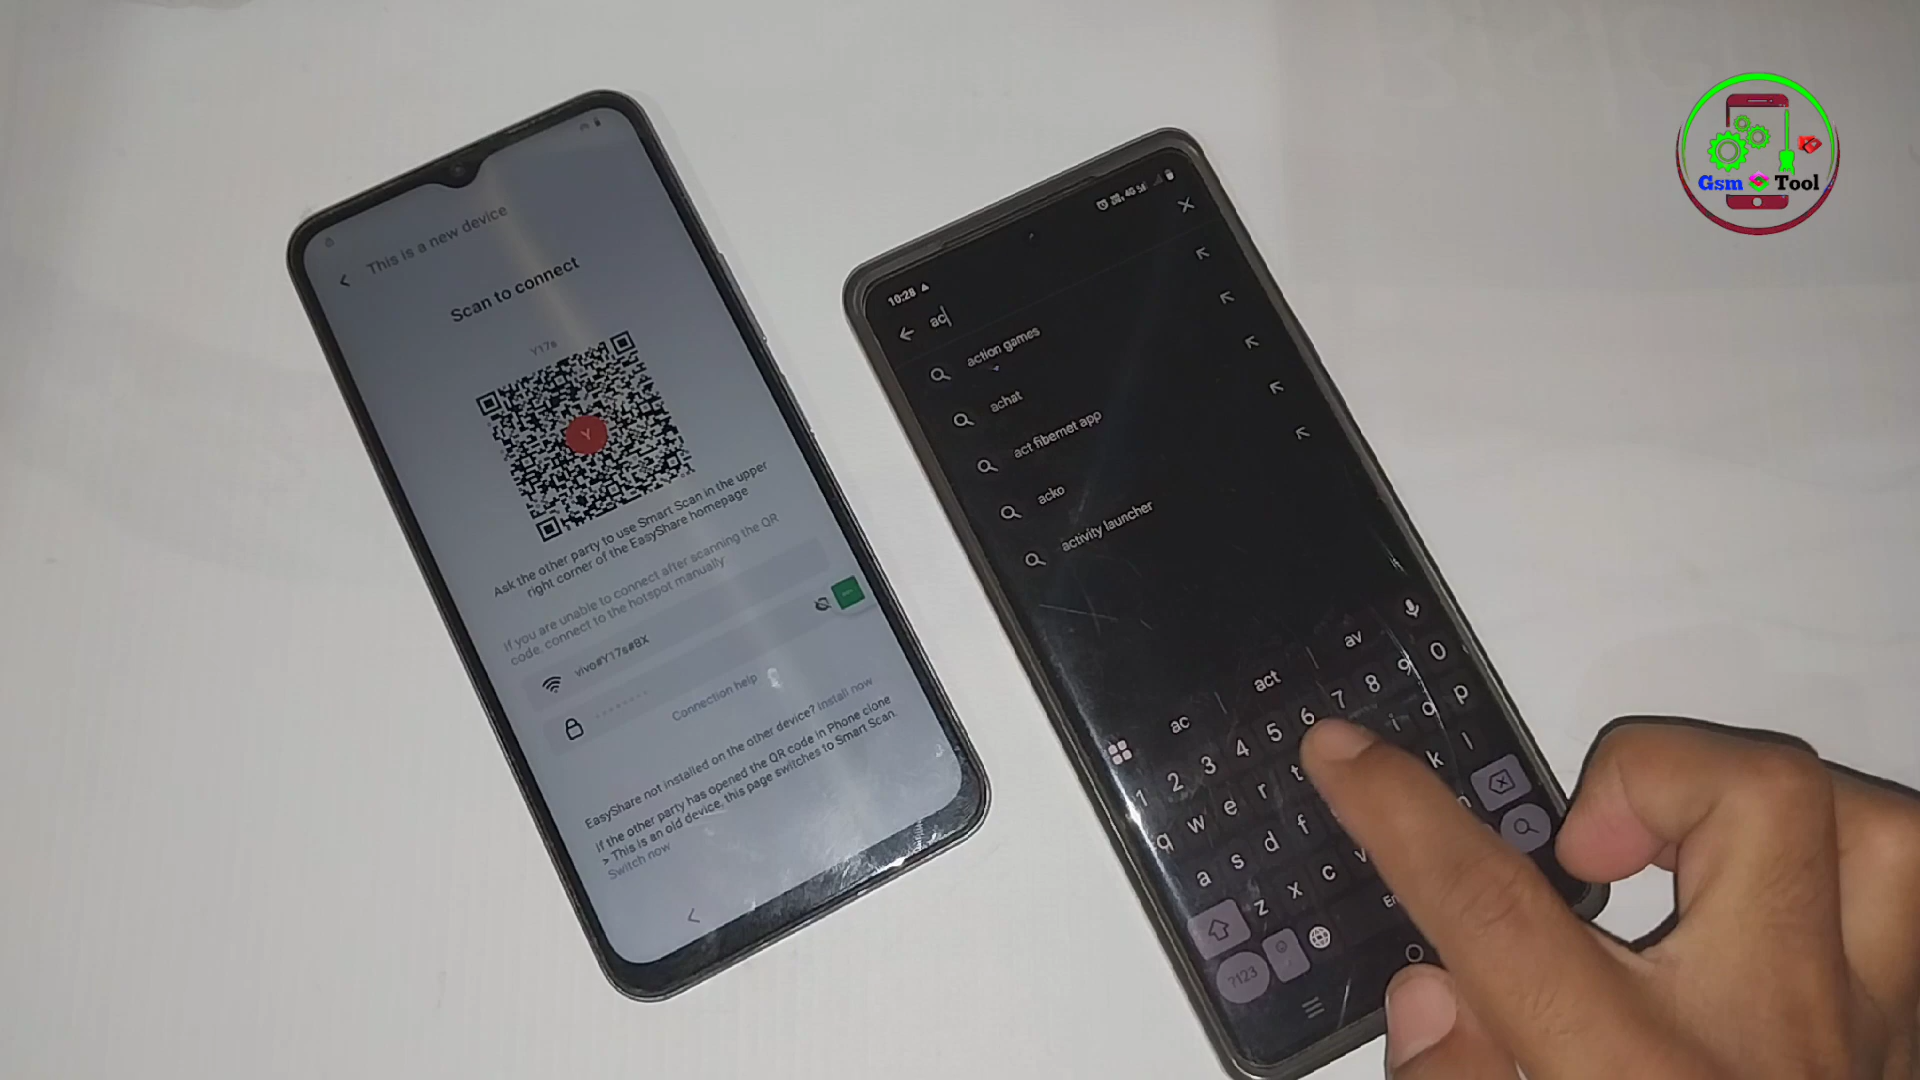 This is a new device
Scan to connect
Y17s
Y
Ask the other party to use Smart Scan in the upper
right corner of the EasyShare homepage
If you are unable to connect after scanning the QR
code, connect to the hotspot manually
vivo#Y17s#BX
Connection help
EasyShare not installed on the other device? Install now
If the other party has opened the QR code in Phone clone
> This is an old device, this page switches to Smart Scan.
Switch now
10:28
4G
ac
action games
achat
act fibernet app
acko
activity launcher
ac act av
1 2 3 4 5 6 7 8 9 0
q w e r t i o p
a s d f k l
z x c v
?123
Gsm Tool